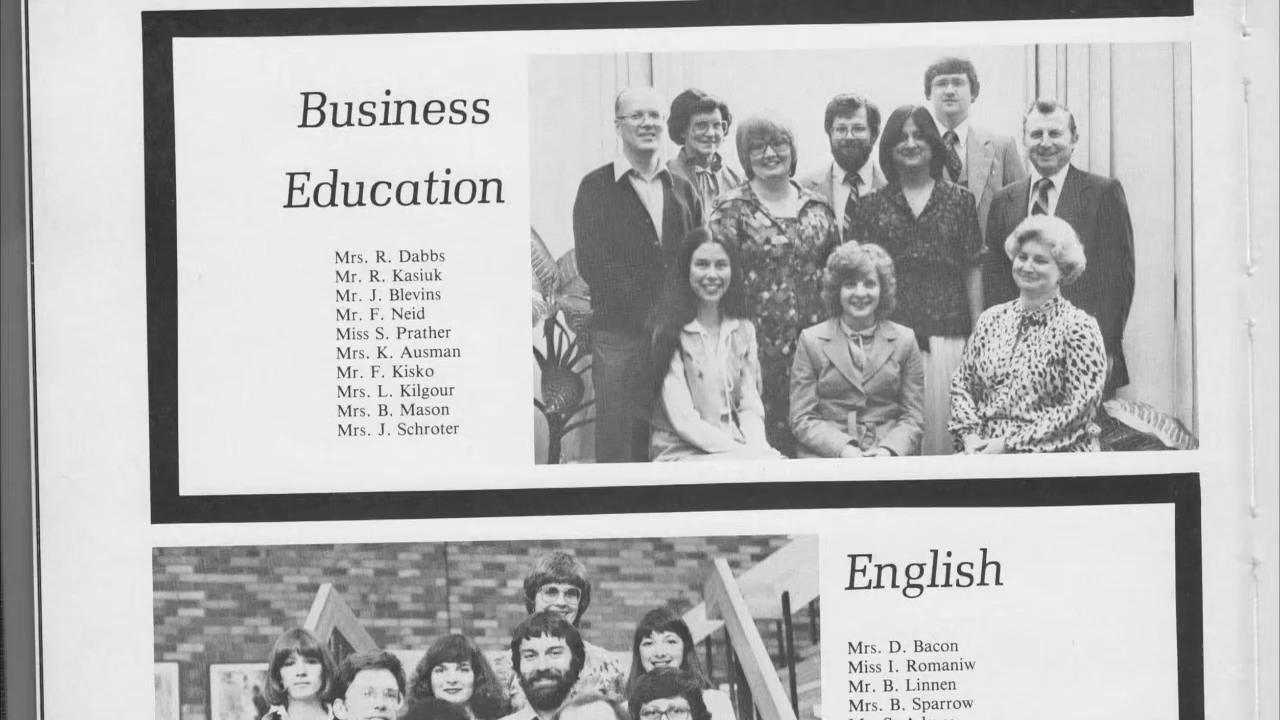 Business
Education
Mrs. R. Dabbs
Mr. R. Kasiuk
Mr. J. Blevins
Mr. F. Neid
Miss S. Prather
Mrs. K. Ausman
Mr. F. Kisko
Mrs. L. Kilgour
Mrs. B. Mason
Mrs. J. Schroter
English
Mrs. D. Bacon
Miss I. Romaniw
Mr. B. Linnen
Mrs. B. Sparrow